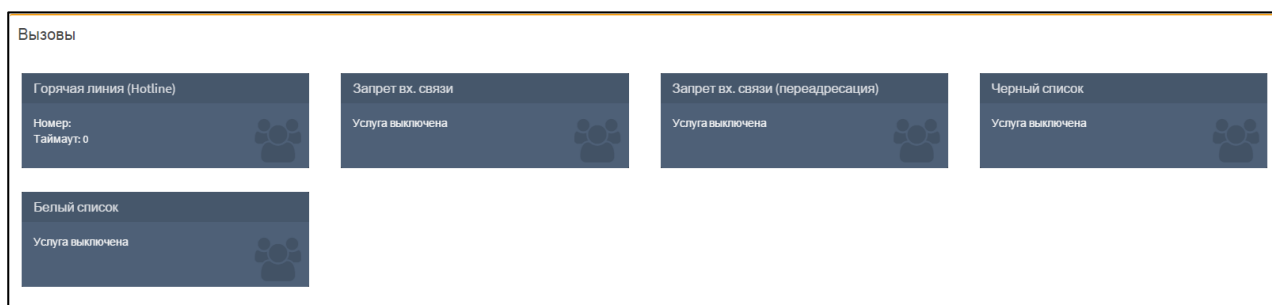 Вызовы
Горячая линия (Hotline)
Номер:
Таймаут: 0
Запрет вх. связи
Услуга выключена
Запрет вх. связи (переадресация)
Услуга выключена
Черный список
Услуга выключена
Белый список
Услуга выключена